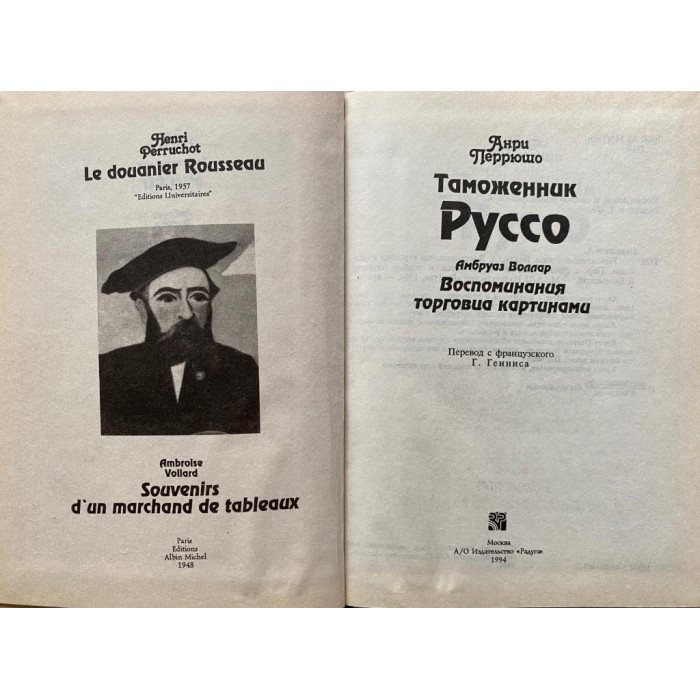 Henri
Perruchot
Le douanier Rousseau
Paris, 1957
"Editions Universitaires"
Ambroise
Vollard
Souvenirs
d'un marchand de tableaux
Paris
Editions
Albin Michel
1948
Анри
Перрюшо
Таможенник
Руссо
Амбруаз Воллар
Воспоминания
торговца картинами
Перевод с французского
Г. Генниса
Москва
А/О Издательство «Радуга»
1994